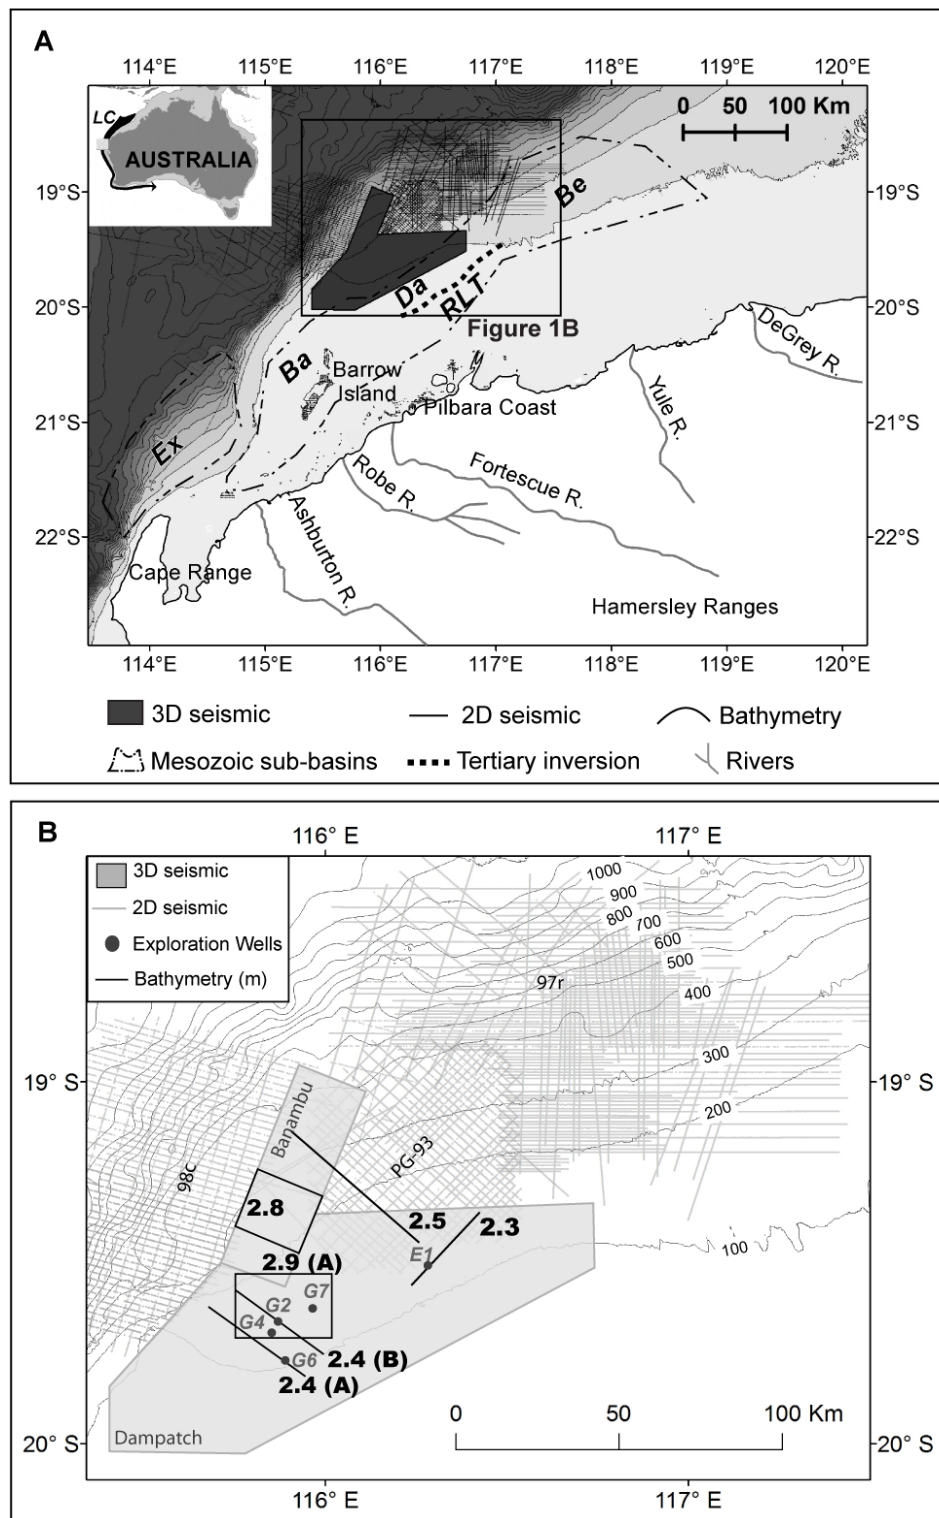 A
114°E 115°E 116°E 117°E 118°E 119°E 120°E
LC
AUSTRALIA
0 50 100 Km
19°S
19°S
Be
20°S
20°S
Da
RLT
Figure 1B
Ba
Barrow
Island
DeGrey R.
21°S
21°S
Pilbara Coast
Yule R.
Ex
Robe R.
Fortescue R.
22°S
22°S
Ashburton R.
Cape Range
Hamersley Ranges
114°E 115°E 116°E 117°E 118°E 119°E 120°E
3D seismic 2D seismic Bathymetry
Mesozoic sub-basins Tertiary inversion Rivers
B
116° E 117° E
3D seismic
2D seismic
Exploration Wells
Bathymetry (m)
1000
900
800
700
600
500
400
97r
300
19° S
19° S
200
Banambu
PG-93
98c
2.8
2.5 2.3
100
E1
2.9 (A)
G7
G2
G4
G6
2.4 (B)
2.4 (A)
0 50 100 Km
Dampatch
20° S
20° S
116° E 117° E